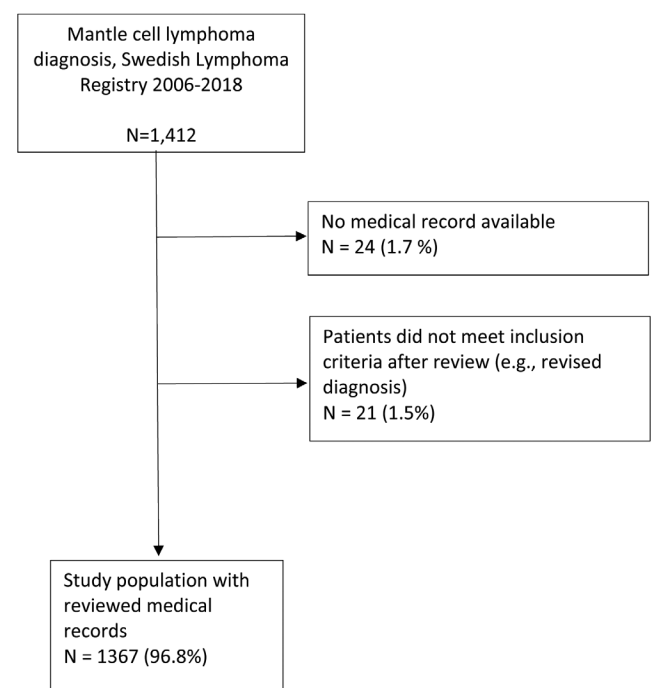 Mantle cell lymphoma
diagnosis, Swedish Lymphoma
Registry 2006-2018
N=1,412
No medical record available
N = 24 (1.7 %)
Patients did not meet inclusion
criteria after review (e.g., revised
diagnosis)
N = 21 (1.5%)
Study population with
reviewed medical
records
N = 1367 (96.8%)